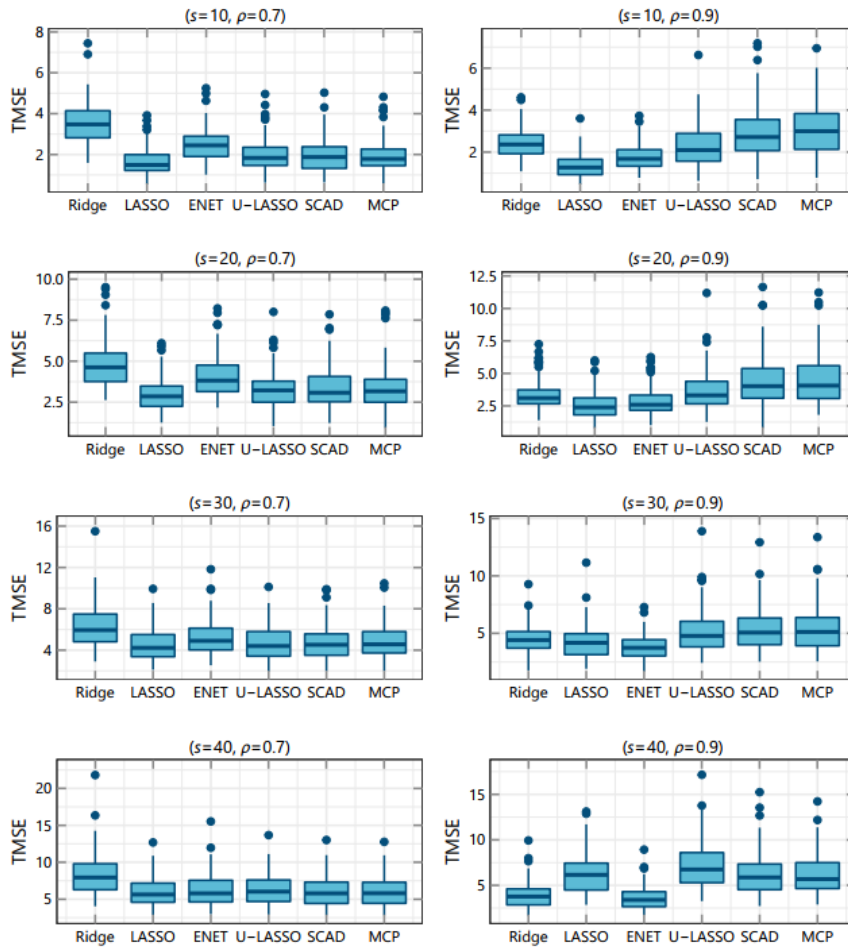 (s=10, ρ=0.7)
TMSE
8
6
4
2
Ridge LASSO ENET U−LASSO SCAD MCP
(s=10, ρ=0.9)
TMSE
6
4
2
Ridge LASSO ENET U−LASSO SCAD MCP
(s=20, ρ=0.7)
TMSE
10.0
7.5
5.0
2.5
Ridge LASSO ENET U−LASSO SCAD MCP
(s=20, ρ=0.9)
TMSE
12.5
10.0
7.5
5.0
2.5
Ridge LASSO ENET U−LASSO SCAD MCP
(s=30, ρ=0.7)
TMSE
16
12
8
4
Ridge LASSO ENET U−LASSO SCAD MCP
(s=30, ρ=0.9)
TMSE
15
10
5
Ridge LASSO ENET U−LASSO SCAD MCP
(s=40, ρ=0.7)
TMSE
20
15
10
5
Ridge LASSO ENET U−LASSO SCAD MCP
(s=40, ρ=0.9)
TMSE
15
10
5
Ridge LASSO ENET U−LASSO SCAD MCP